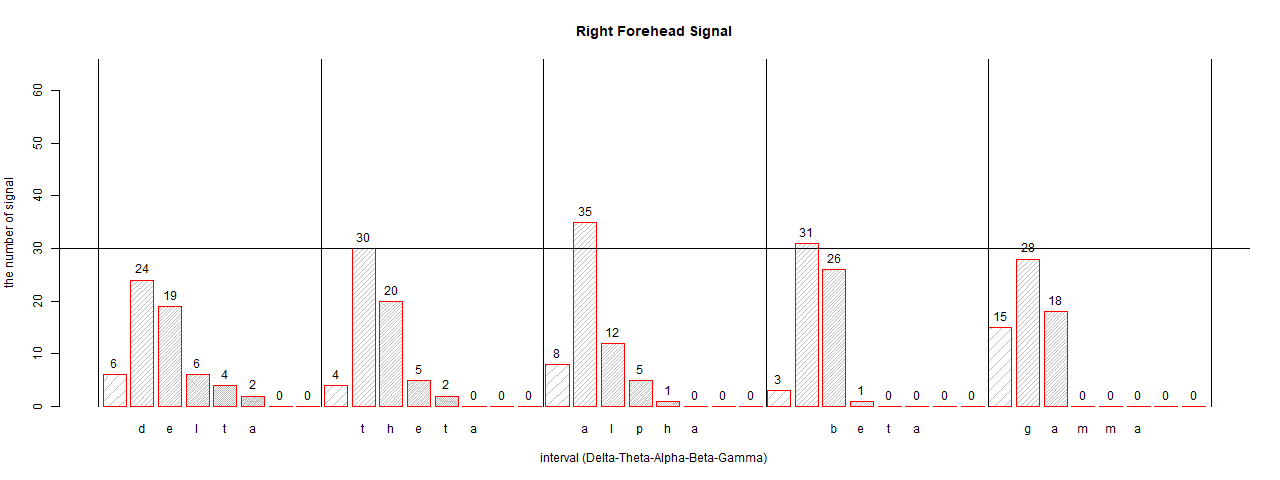 Right Forehead Signal
the number of signal
60
50
40
30
20
10
0
6 24 19 6 4 2 0 0
4 30 20 5 2 0 0 0
8 35 12 5 1 0 0 0
3 31 26 1 0 0 0 0
15 28 18 0 0 0 0 0
d e l t a t h e t a a l p h a b e t a g a m m a
interval (Delta-Theta-Alpha-Beta-Gamma)